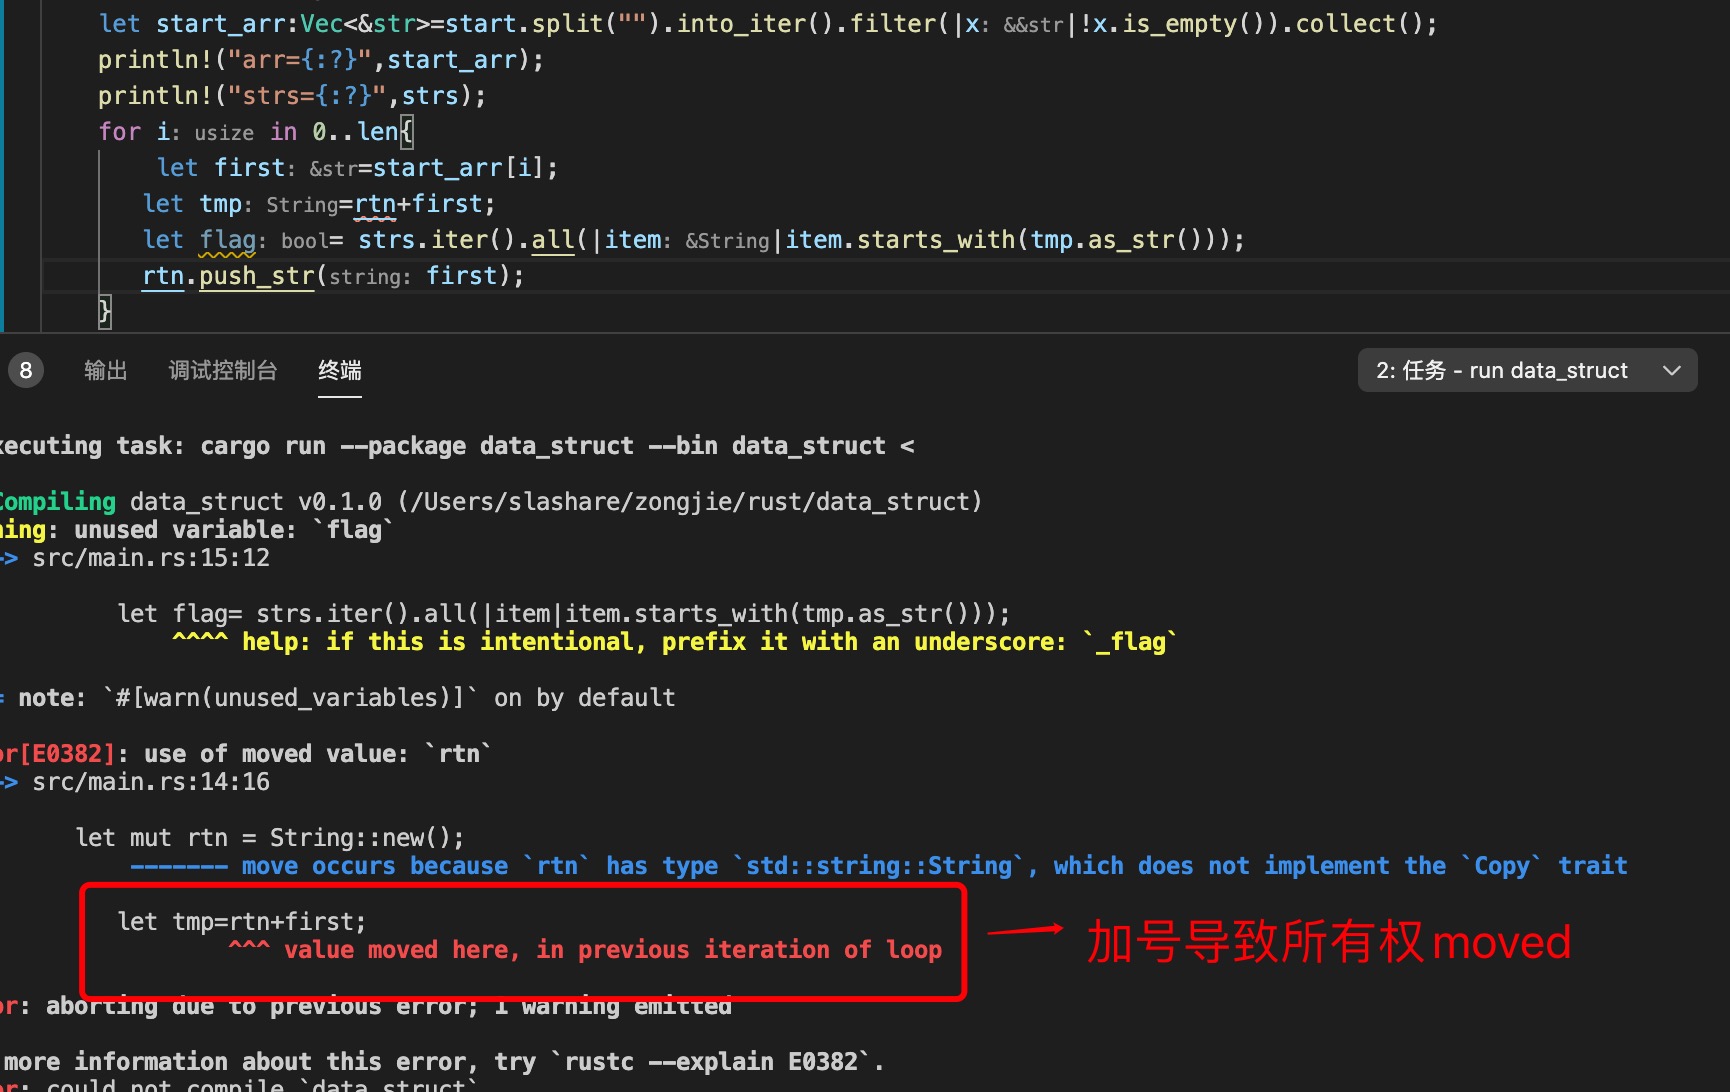 let start_arr:Vec<&str>=start.split("").into_iter().filter(|x: &&str|!x.is_empty()).collect();
println!("arr={:?}",start_arr);
println!("strs={:?}",strs);
for i: usize in 0..len{
let first: &str=start_arr[i];
let tmp: String=rtn+first;
let flag: bool= strs.iter().all(|item: &String|item.starts_with(tmp.as_str()));
rtn.push_str(string: first);
}
8 输出 调试控制台 终端 2: 任务 - run data_struct
xecuting task: cargo run --package data_struct --bin data_struct <
Compiling data_struct v0.1.0 (/Users/slashare/zongjie/rust/data_struct)
ning: unused variable: `flag`
-> src/main.rs:15:12
let flag= strs.iter().all(|item|item.starts_with(tmp.as_str()));
^^^^ help: if this is intentional, prefix it with an underscore: `_flag`
= note: `#[warn(unused_variables)]` on by default
or[E0382]: use of moved value: `rtn`
-> src/main.rs:14:16
let mut rtn = String::new();
------- move occurs because `rtn` has type `std::string::String`, which does not implement the `Copy` trait
let tmp=rtn+first;
^^^ value moved here, in previous iteration of loop
加号导致所有权moved
or: aborting due to previous error; 1 warning emitted
more information about this error, try `rustc --explain E0382`.
or: could not compile `data_struct`